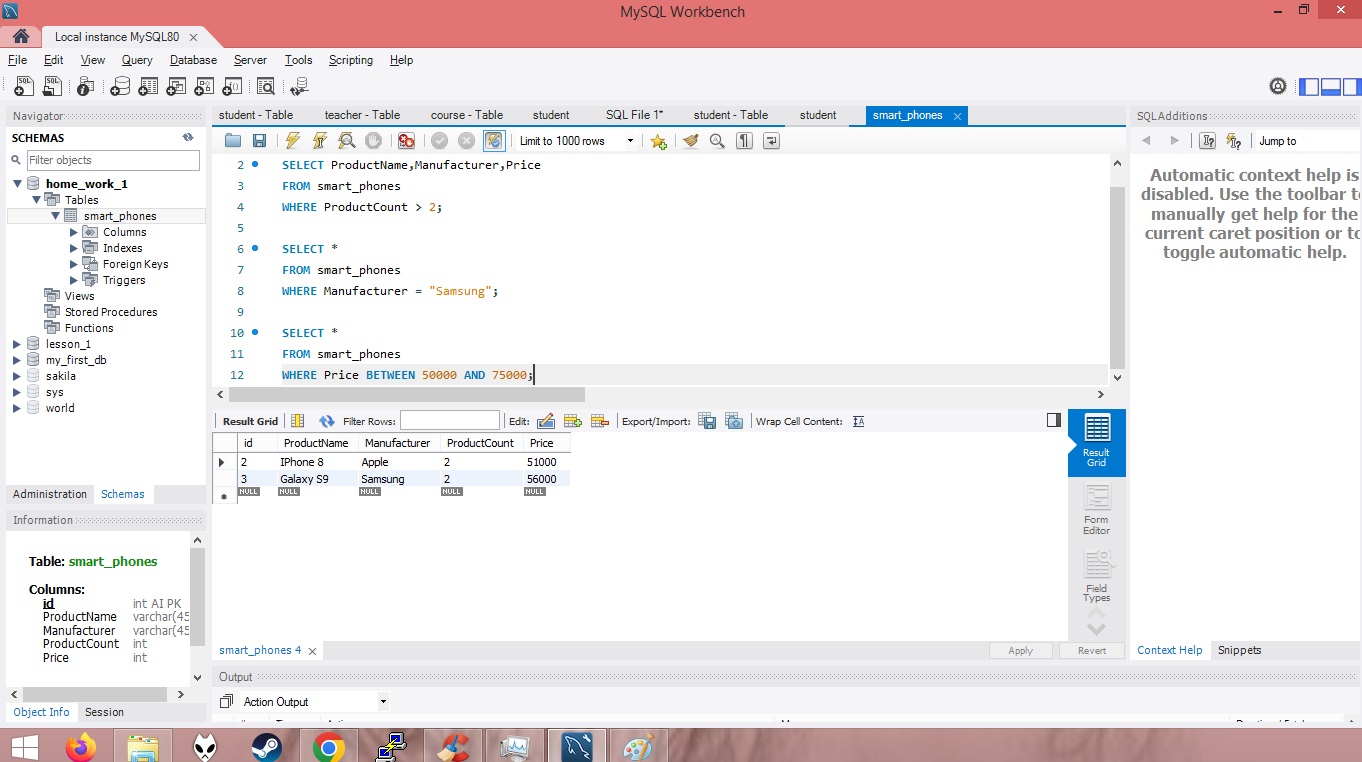 MySQL Workbench
Local instance MySQL80
File Edit View Query Database Server Tools Scripting Help
Navigator
SCHEMAS
Filter objects
home_work_1
Tables
smart_phones
Columns
Indexes
Foreign Keys
Triggers
Views
Stored Procedures
Functions
lesson_1
my_first_db
sakila
sys
world
Administration Schemas
Information
Table: smart_phones
Columns:
id int AI PK
ProductName varchar(45
Manufacturer varchar(45
ProductCount int
Price int
Object Info Session
student - Table teacher - Table course - Table student SQL File 1* student - Table student smart_phones
Limit to 1000 rows
2 SELECT ProductName,Manufacturer,Price
3 FROM smart_phones
4 WHERE ProductCount > 2;
5
6 SELECT *
7 FROM smart_phones
8 WHERE Manufacturer = "Samsung";
9
10 SELECT *
11 FROM smart_phones
12 WHERE Price BETWEEN 50000 AND 75000;
Result Grid Filter Rows: Edit: Export/Import: Wrap Cell Content:
id ProductName Manufacturer ProductCount Price
2 IPhone 8 Apple 2 51000
3 Galaxy S9 Samsung 2 56000
NULL NULL NULL NULL NULL
Result
Grid
Form
Editor
Field
Types
smart_phones 4
Apply Revert
Output
Action Output
SQLAdditions
Jump to
Automatic context help is
disabled. Use the toolbar to
manually get help for the
current caret position or to
toggle automatic help.
Context Help Snippets